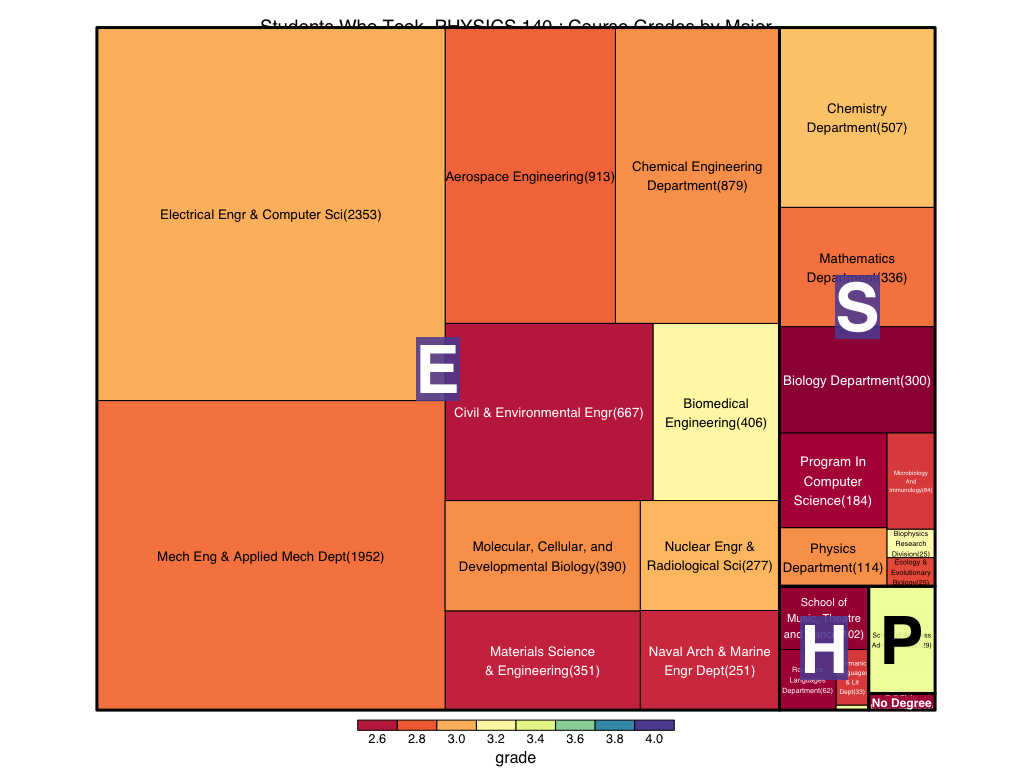 Students Who Took PHYSICS 140 : Course Grades by Major
Electrical Engr & Computer Sci(2353)
Mech Eng & Applied Mech Dept(1952)
Aerospace Engineering(913)
Chemical Engineering
Department(879)
E
Civil & Environmental Engr(667)
Biomedical
Engineering(406)
Molecular, Cellular, and
Developmental Biology(390)
Nuclear Engr &
Radiological Sci(277)
Materials Science
& Engineering(351)
Naval Arch & Marine
Engr Dept(251)
Chemistry
Department(507)
Mathematics
Department(336)
S
Biology Department(300)
Program In
Computer
Science(184)
Microbiology
And
Immunology(84)
Physics
Department(114)
Biophysics
Research
Division(25)
Ecology &
Evolutionary
Biology(25)
School of
Music, Theatre
H
Languages
Department(62)
& Lit
Dept(33)
P
No Degree
2.6 2.8 3.0 3.2 3.4 3.6 3.8 4.0
grade